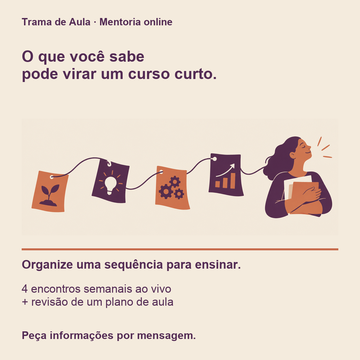 Trama de Aula · Mentoria online
O que você sabe
pode virar um curso curto.
Organize uma sequência para ensinar.
4 encontros semanais ao vivo
+ revisão de um plano de aula
Peça informações por mensagem.